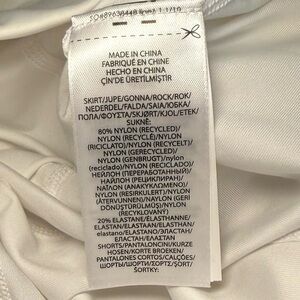 MADE IN CHINA
FABRIQUÉ EN CHINE
HECHO EN CHINA
ÇİN'DE ÜRETİLMİŞTİR
SKIRT/JUPE/GONNA/ROCK/ROK/
NEDERDEL/FALDA/SAIA/ЮБКА
ПОЛА/ΦΟΥΣΤΑ/SKJØRT/KJOL/ETEK/
SUKNĚ:
80% NYLON (RECYCLED)/
NYLON (RECYCLÉ)/NYLON
(RICICLATO)/NYLON (RECYCELT)/
NYLON (GERECYCLED)/
NYLON (GENBRUGT)/nylon
(reciclado)/NYLON (RECICLADO)/
НЕЙЛОН (ПЕРЕРАБОТАННЫЙ)/
НАЙЛОН (РЕЦИКЛИРАН)/
ΝΑΪΛΟΝ (ΑΝΑΚΥΚΛΩΜΕΝΟ)/
NYLON (RESIRKULERT)/NYLON
(ÅTERVUNNEN)/NAYLON (GERİ
DÖNÜŞTÜRÜLMÜŞ)/NYLON
(RECYKLOVANÝ)
20% ELASTANE/ÉLASTHANNE/
ELASTAN/ELASTAAN/ELASTHAN/
elastano/ELASTANO/ЭЛАСТАН/
ЕЛАСТАН/ΕΛΑΣΤΑΝ/ELASTAN
SHORTS/PANTALONCINI/KURZE
HOSEN/KORTE BROEKEN/
PANTALONES CORTOS/CALÇÕES/
ШОРТЫ/ШОРТИ/ΣΟΡΤΣ/ŞORT/
ŠORTKY: